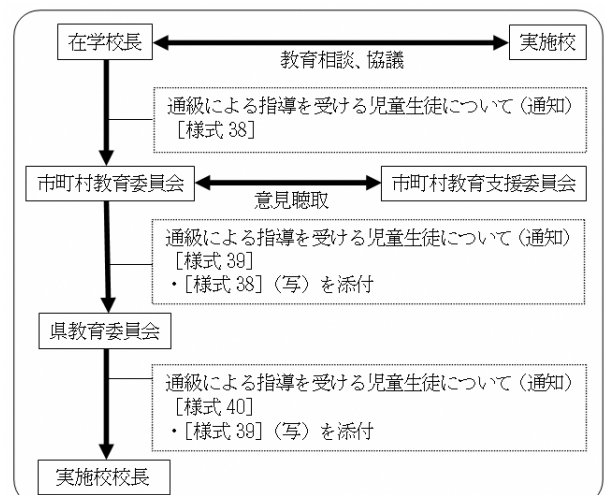 在学校長
実施校
教育相談、協議
通級による指導を受ける児童生徒について（通知）
［様式 38］
市町村教育委員会
市町村教育支援委員会
意見聴取
通級による指導を受ける児童生徒について（通知）
［様式 39］
・［様式 38］（写）を添付
県教育委員会
通級による指導を受ける児童生徒について（通知）
［様式 40］
・［様式 39］（写）を添付
実施校校長